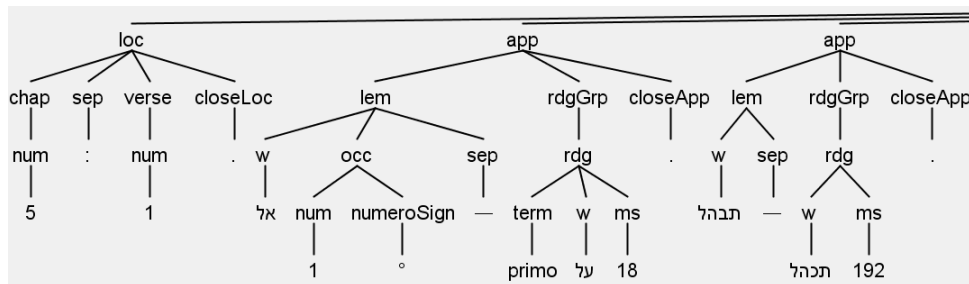 loc app app
chap sep verse closeLoc lem rdgGrp closeApp lem rdgGrp closeApp
num : num . w occ sep rdg . w sep rdg .
5 1 אל num numeroSign — term w ms תבהל — w ms
1 ° primo על 18 תכהל 192